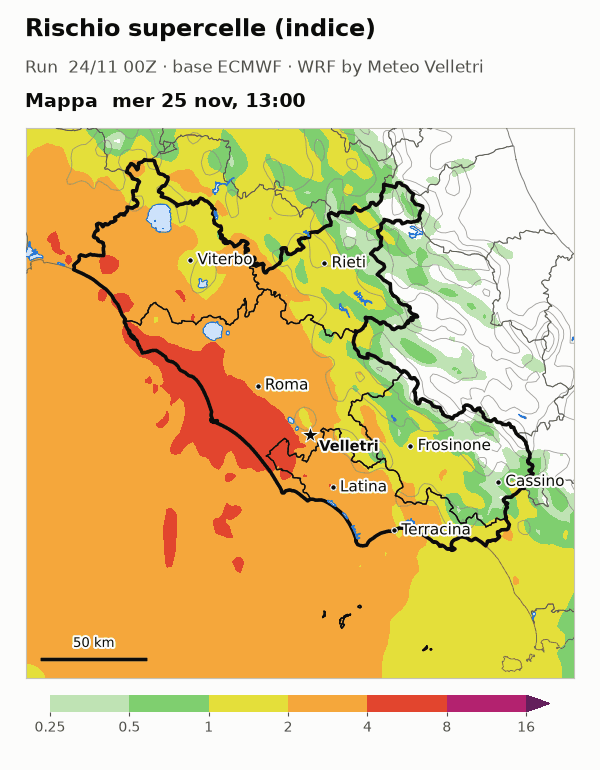 Rischio supercelle (indice)
Run  24/11 00Z · base ECMWF · WRF by Meteo Velletri
Mappa  mer 25 nov, 13:00
Viterbo
Rieti
Roma
Velletri
Frosinone
Cassino
Latina
Terracina
50 km
0.25 0.5 1 2 4 8 16